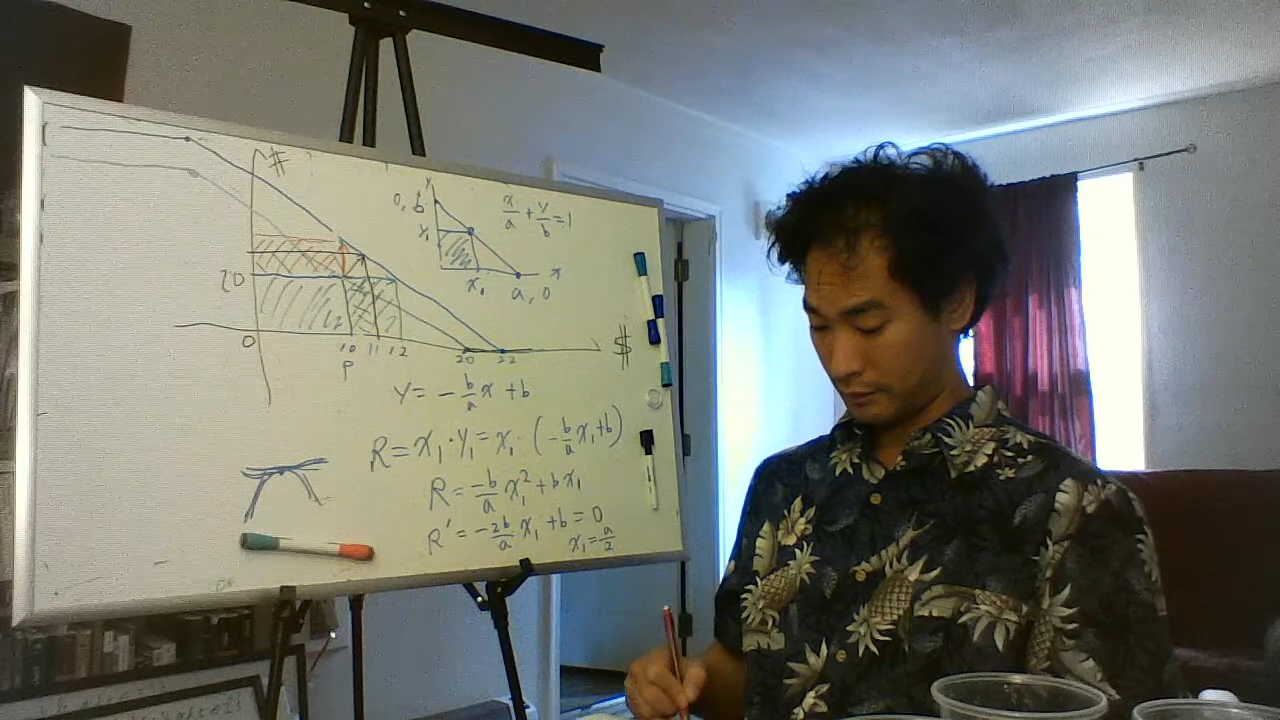 $
0, b
y
x/a + y/b = 1
Y₁
x
x₁
a, 0
20
0
10
11
12
20
22
$
P
Y = - b/a x + b
R = x₁ · Y₁ = x₁ · (- b/a x₁ + b)
R = -b/a x₁² + b x₁
R' = -2b/a x₁ + b = 0
x₁ = a/2